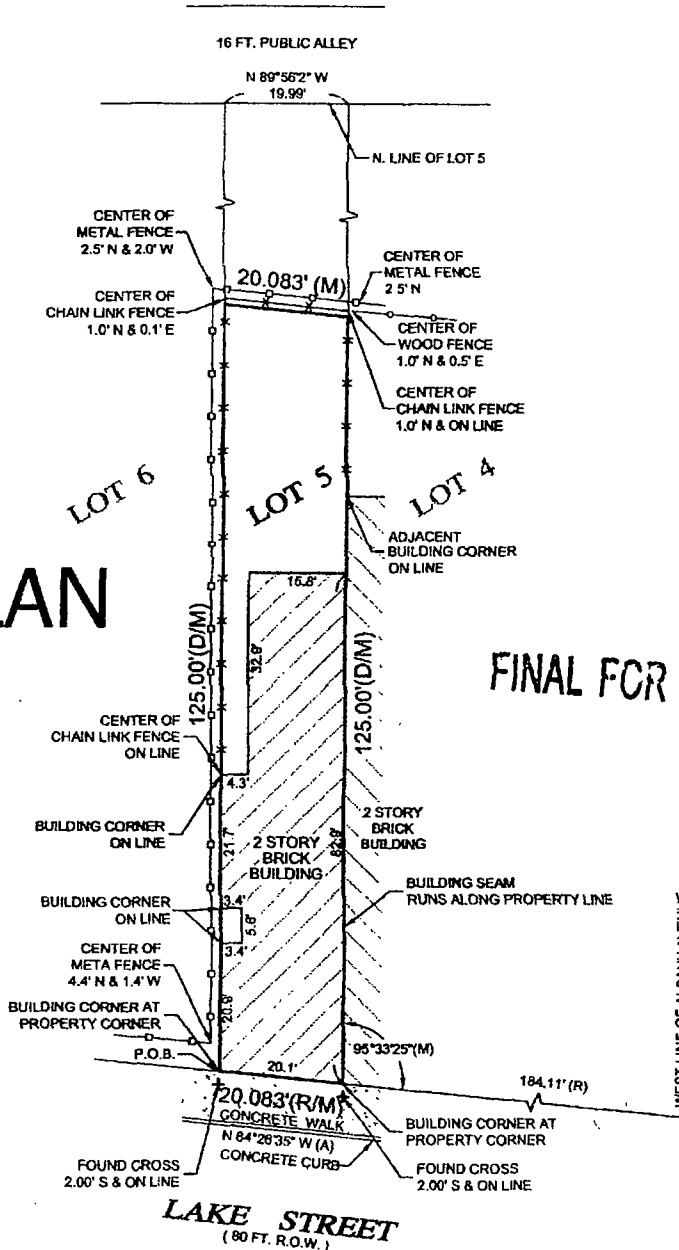 16 FT. PUBLIC ALLEY
N 89°56'2" W
19.99'
N. LINE OF LOT 5
CENTER OF
METAL FENCE
2.5' N & 2.0' W
20.083' (M)
CENTER OF
METAL FENCE
2 5' N
CENTER OF
CHAIN LINK FENCE
1.0' N & 0.1' E
CENTER OF
WOOD FENCE
1.0' N & 0.5' E
CENTER OF
CHAIN LINK FENCE
1.0' N & ON LINE
LOT 6
LOT 5
LOT 4
ADJACENT
BUILDING CORNER
ON LINE
15.8'
LAN
125.00'(D/M)
32.9'
125.00'(D/M)
FINAL FOR
CENTER OF
CHAIN LINK FENCE
ON LINE
4.3'
BUILDING CORNER
ON LINE
21.7'
2 STORY
BRICK
BUILDING
82.9'
2 STORY
BRICK
BUILDING
BUILDING SEAM
RUNS ALONG PROPERTY LINE
BUILDING CORNER
ON LINE
3.4'
5.8'
3.4'
CENTER OF
META FENCE
4.4' N & 1.4' W
20.9'
BUILDING CORNER AT
PROPERTY CORNER
P.O.B.
20.1'
95°33'25"(M)
184.11' (R)
20.083'(R/M)
CONCRETE WALK
N 84°26'35" W (A)
CONCRETE CURB
BUILDING CORNER AT
PROPERTY CORNER
FOUND CROSS
2.00' S & ON LINE
FOUND CROSS
2.00' S & ON LINE
LAKE STREET
( 80 FT. R.O.W. )